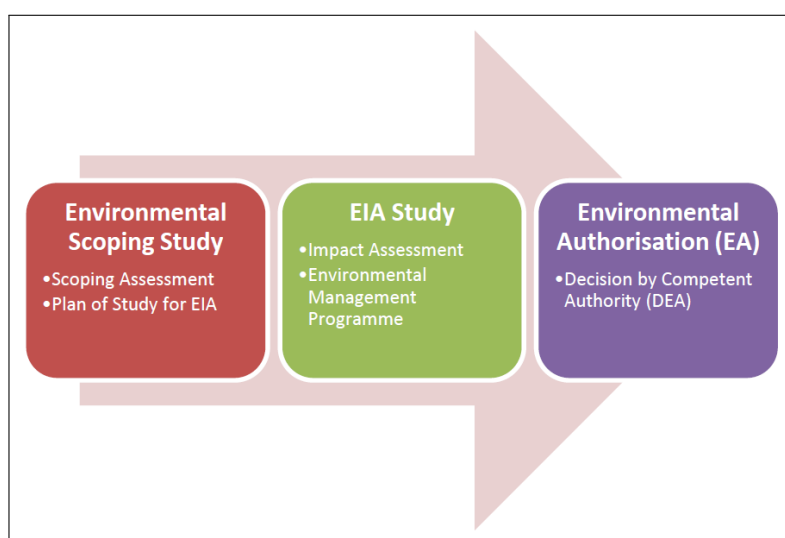 Environmental
Scoping Study
•Scoping Assessment
•Plan of Study for EIA
EIA Study
•Impact Assessment
•Environmental
Management
Programme
Environmental
Authorisation (EA)
•Decision by Competent
Authority (DEA)